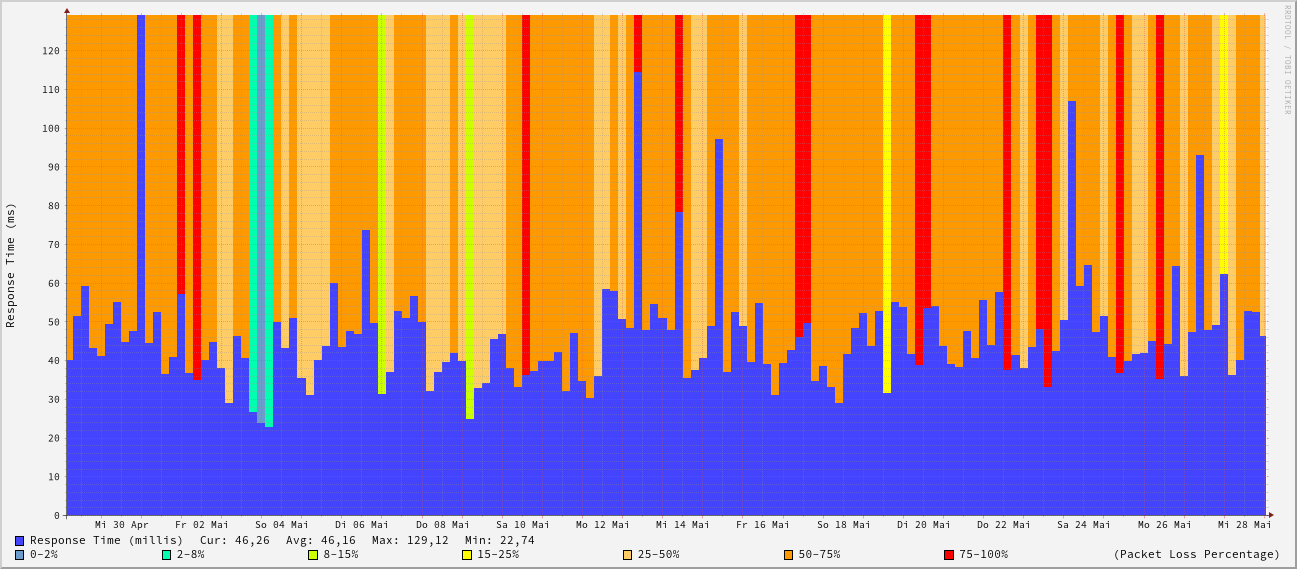 RRDTOOL / TOBI OETIKER
Response Time (ms)
120
110
100
90
80
70
60
50
40
30
20
10
0
Mi 30 Apr Fr 02 Mai So 04 Mai Di 06 Mai Do 08 Mai Sa 10 Mai Mo 12 Mai Mi 14 Mai Fr 16 Mai So 18 Mai Di 20 Mai Do 22 Mai Sa 24 Mai Mo 26 Mai Mi 28 Mai
Response Time (millis) Cur: 46,26 Avg: 46,16 Max: 129,12 Min: 22,74
0-2% 2-8% 8-15% 15-25% 25-50% 50-75% 75-100% (Packet Loss Percentage)